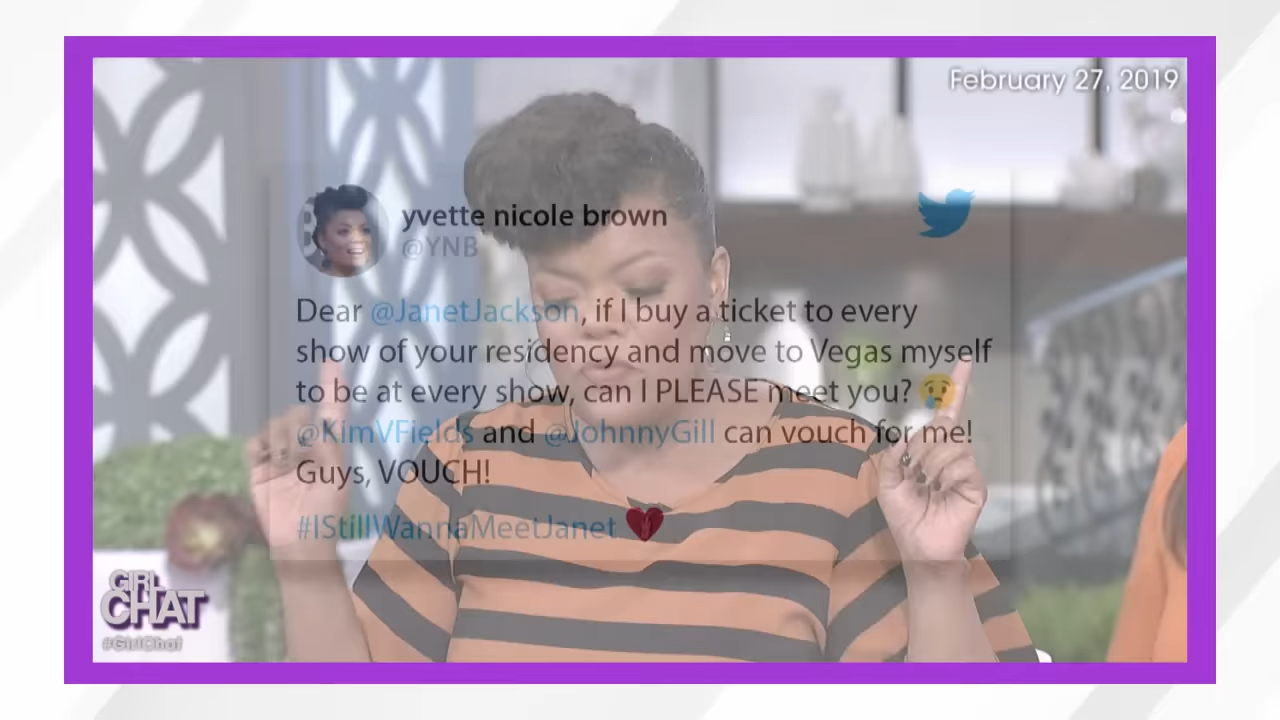 February 27, 2019
yvette nicole brown
@YNB
Dear @JanetJackson, if I buy a ticket to every
show of your residency and move to Vegas myself
to be at every show, can I PLEASE meet you? 😢
@KimVFields and @JohnnyGill can vouch for me!
Guys, VOUCH!
#IStillWannaMeetJanet 💔
GIRL
CHAT
#GirlChat